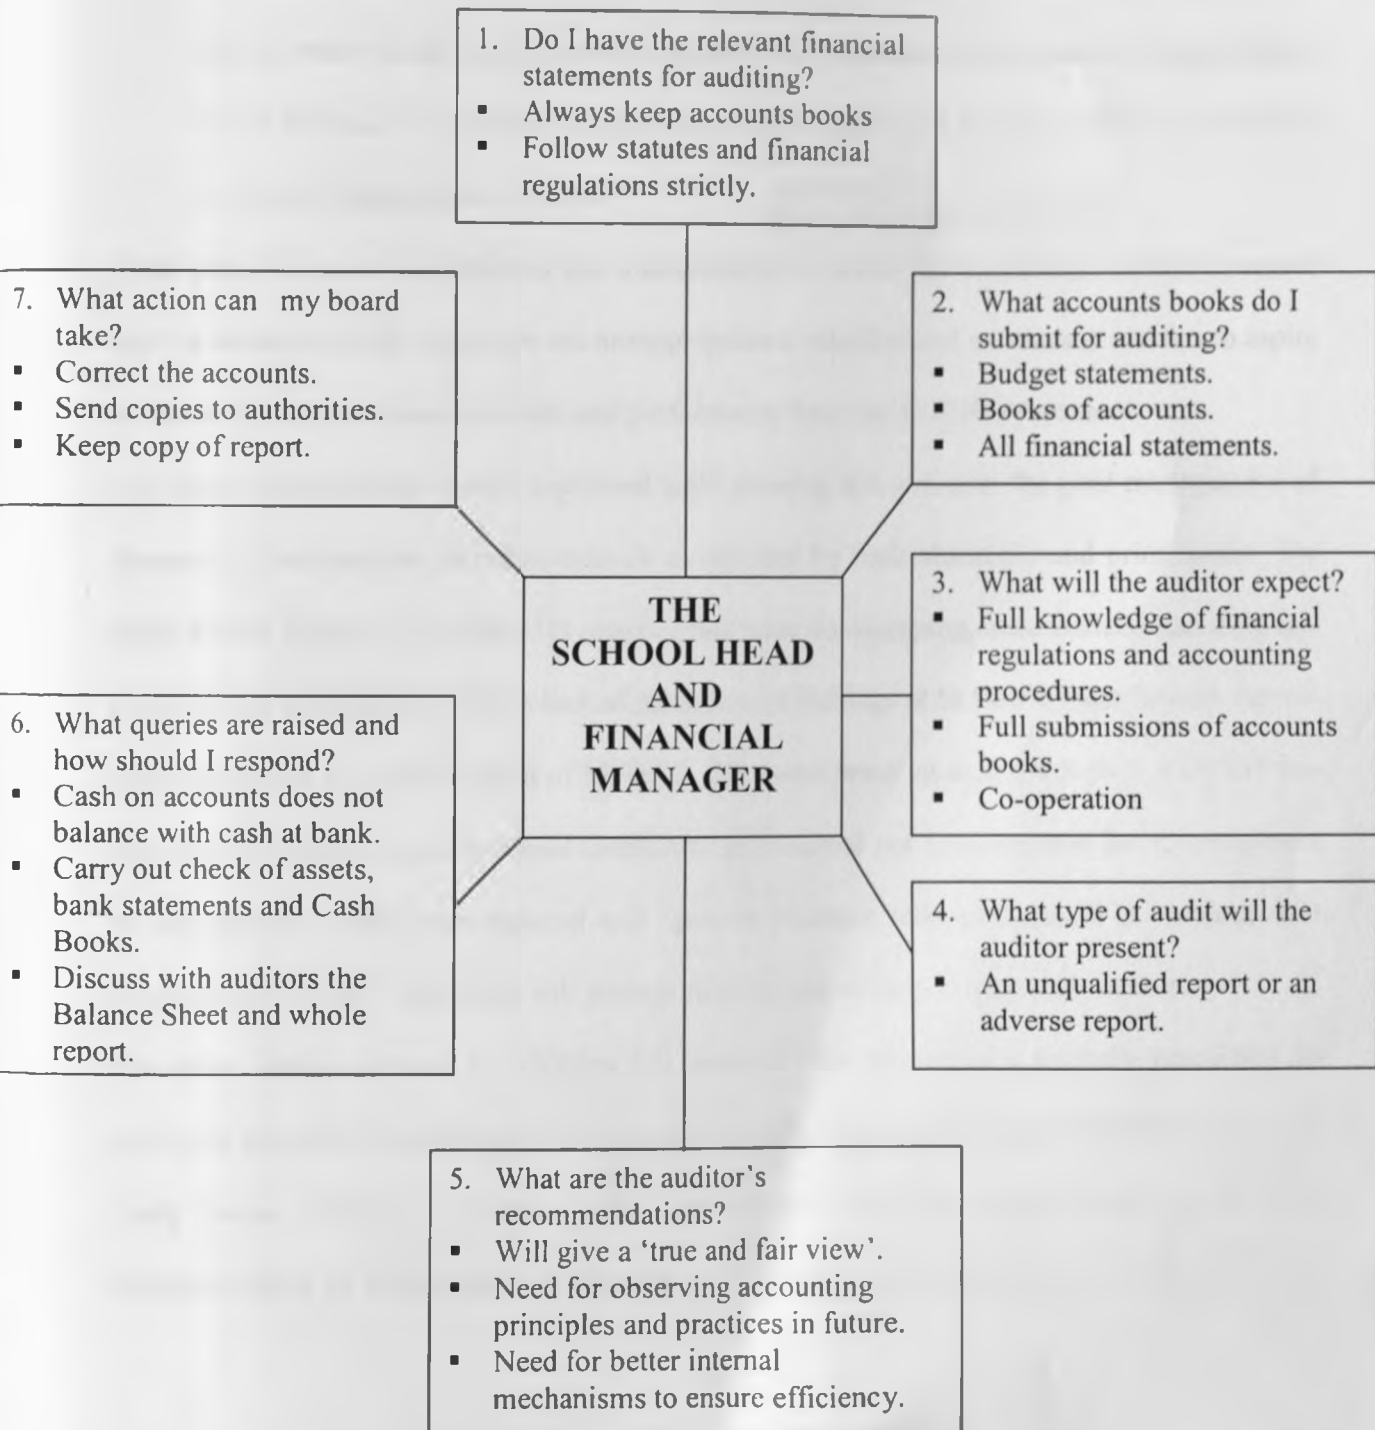 1. Do I have the relevant financial
statements for auditing?
▪ Always keep accounts books
▪ Follow statutes and financial
regulations strictly.
2. What accounts books do I
submit for auditing?
▪ Budget statements.
▪ Books of accounts.
▪ All financial statements.
3. What will the auditor expect?
▪ Full knowledge of financial
regulations and accounting
procedures.
▪ Full submissions of accounts
books.
▪ Co-operation
4. What type of audit will the
auditor present?
▪ An unqualified report or an
adverse report.
5. What are the auditor's
recommendations?
▪ Will give a ‘true and fair view’.
▪ Need for observing accounting
principles and practices in future.
▪ Need for better internal
mechanisms to ensure efficiency.
6. What queries are raised and
how should I respond?
▪ Cash on accounts does not
balance with cash at bank.
▪ Carry out check of assets,
bank statements and Cash
Books.
▪ Discuss with auditors the
Balance Sheet and whole
report.
7. What action can my board
take?
▪ Correct the accounts.
▪ Send copies to authorities.
▪ Keep copy of report.
THE
SCHOOL HEAD
AND
FINANCIAL
MANAGER